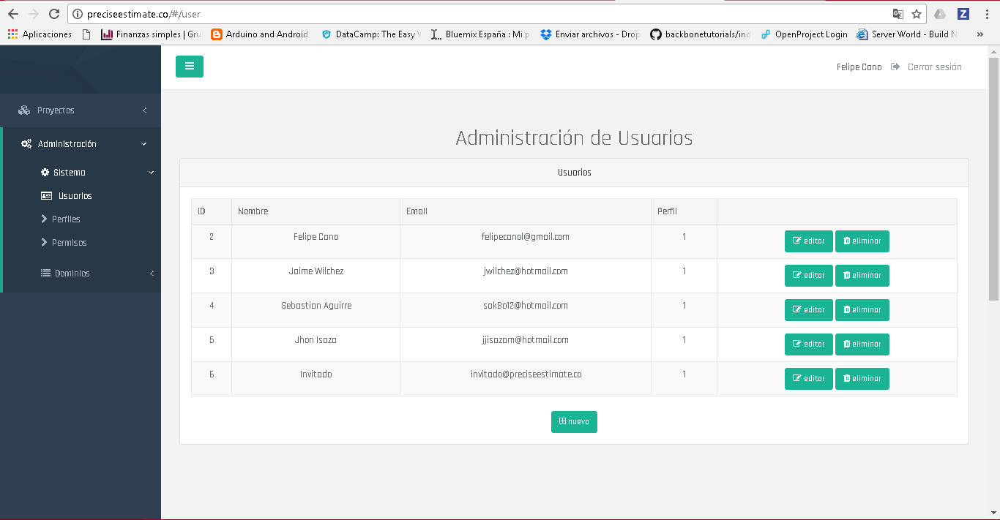 preciseestimate.co/#/user
Aplicaciones Finanzas simples | Gru Arduino and Android DataCamp: The Easy Bluemix España : Mi p Enviar archivos - Drop backbonetutorials/ind OpenProject Login Server World - Build N »
Felipe Cano Cerrar sesión
Proyectos
Administración
Sistema
Usuarios
Perfiles
Permisos
Dominios
Administración de Usuarios
Usuarios
ID Nombre Email Perfil
2 Felipe Cano felipecanol@gmail.com 1 editar eliminar
3 Jaime Wilchez jwilchez@hotmail.com 1 editar eliminar
4 Sebastian Aguirre sak8o12@hotmail.com 1 editar eliminar
5 Jhon Isaza jjisazam@hotmail.com 1 editar eliminar
6 Invitado invitado@preciseestimate.co 1 editar eliminar
nuevo